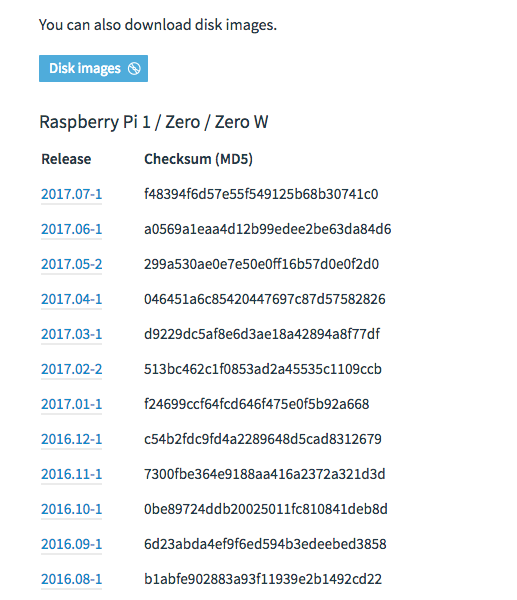 You can also download disk images.
Disk images
Raspberry Pi 1 / Zero / Zero W
Release Checksum (MD5)
2017.07-1 f48394f6d57e55f549125b68b30741c0
2017.06-1 a0569a1eaa4d12b99edee2be63da84d6
2017.05-2 299a530ae0e7e50e0ff16b57d0e0f2d0
2017.04-1 046451a6c85420447697c87d57582826
2017.03-1 d9229dc5af8e6d3ae18a42894a8f77df
2017.02-2 513bc462c1f0853ad2a45535c1109ccb
2017.01-1 f24699ccf64fcd646f475e0f5b92a668
2016.12-1 c54b2fdc9fd4a2289648d5cad8312679
2016.11-1 7300fbe364e9188aa416a2372a321d3d
2016.10-1 0be89724ddb20025011fc810841deb8d
2016.09-1 6d23abda4ef9f6ed594b3edeebed3858
2016.08-1 b1abfe902883a93f11939e2b1492cd22